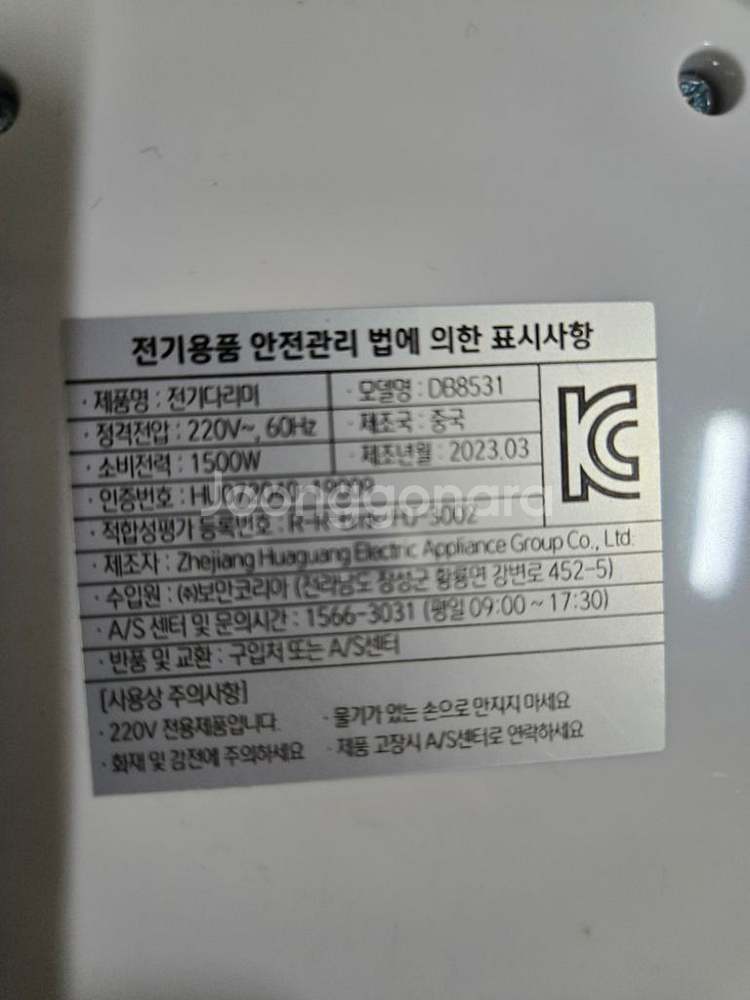 전기용품 안전관리 법에 의한 표시사항
· 제품명 : 전기다리미
· 모델명 : DB8531
· 정격전압 : 220V~, 60Hz
· 제조국 : 중국
· 소비전력 : 1500W
· 제조년월 : 2023.03
· 인증번호 :
· 적합성평가 등록번호 :
· 제조자 : Zhejiang Huaguang Electric Appliance Group Co., Ltd.
· 수입원 : ㈜보안코리아 (전라남도 장성군 황룡면 강변로 452-5)
· A/S 센터 및 문의시간 : 1566-3031 (평일 09:00 ~ 17:30)
· 반품 및 교환 : 구입처 또는 A/S센터
[사용상 주의사항]
· 220V 전용제품입니다.
· 물기가 있는 손으로 만지지 마세요
· 화재 및 감전에 주의하세요
· 제품 고장시 A/S센터로 연락하세요
KC
Joonggonara